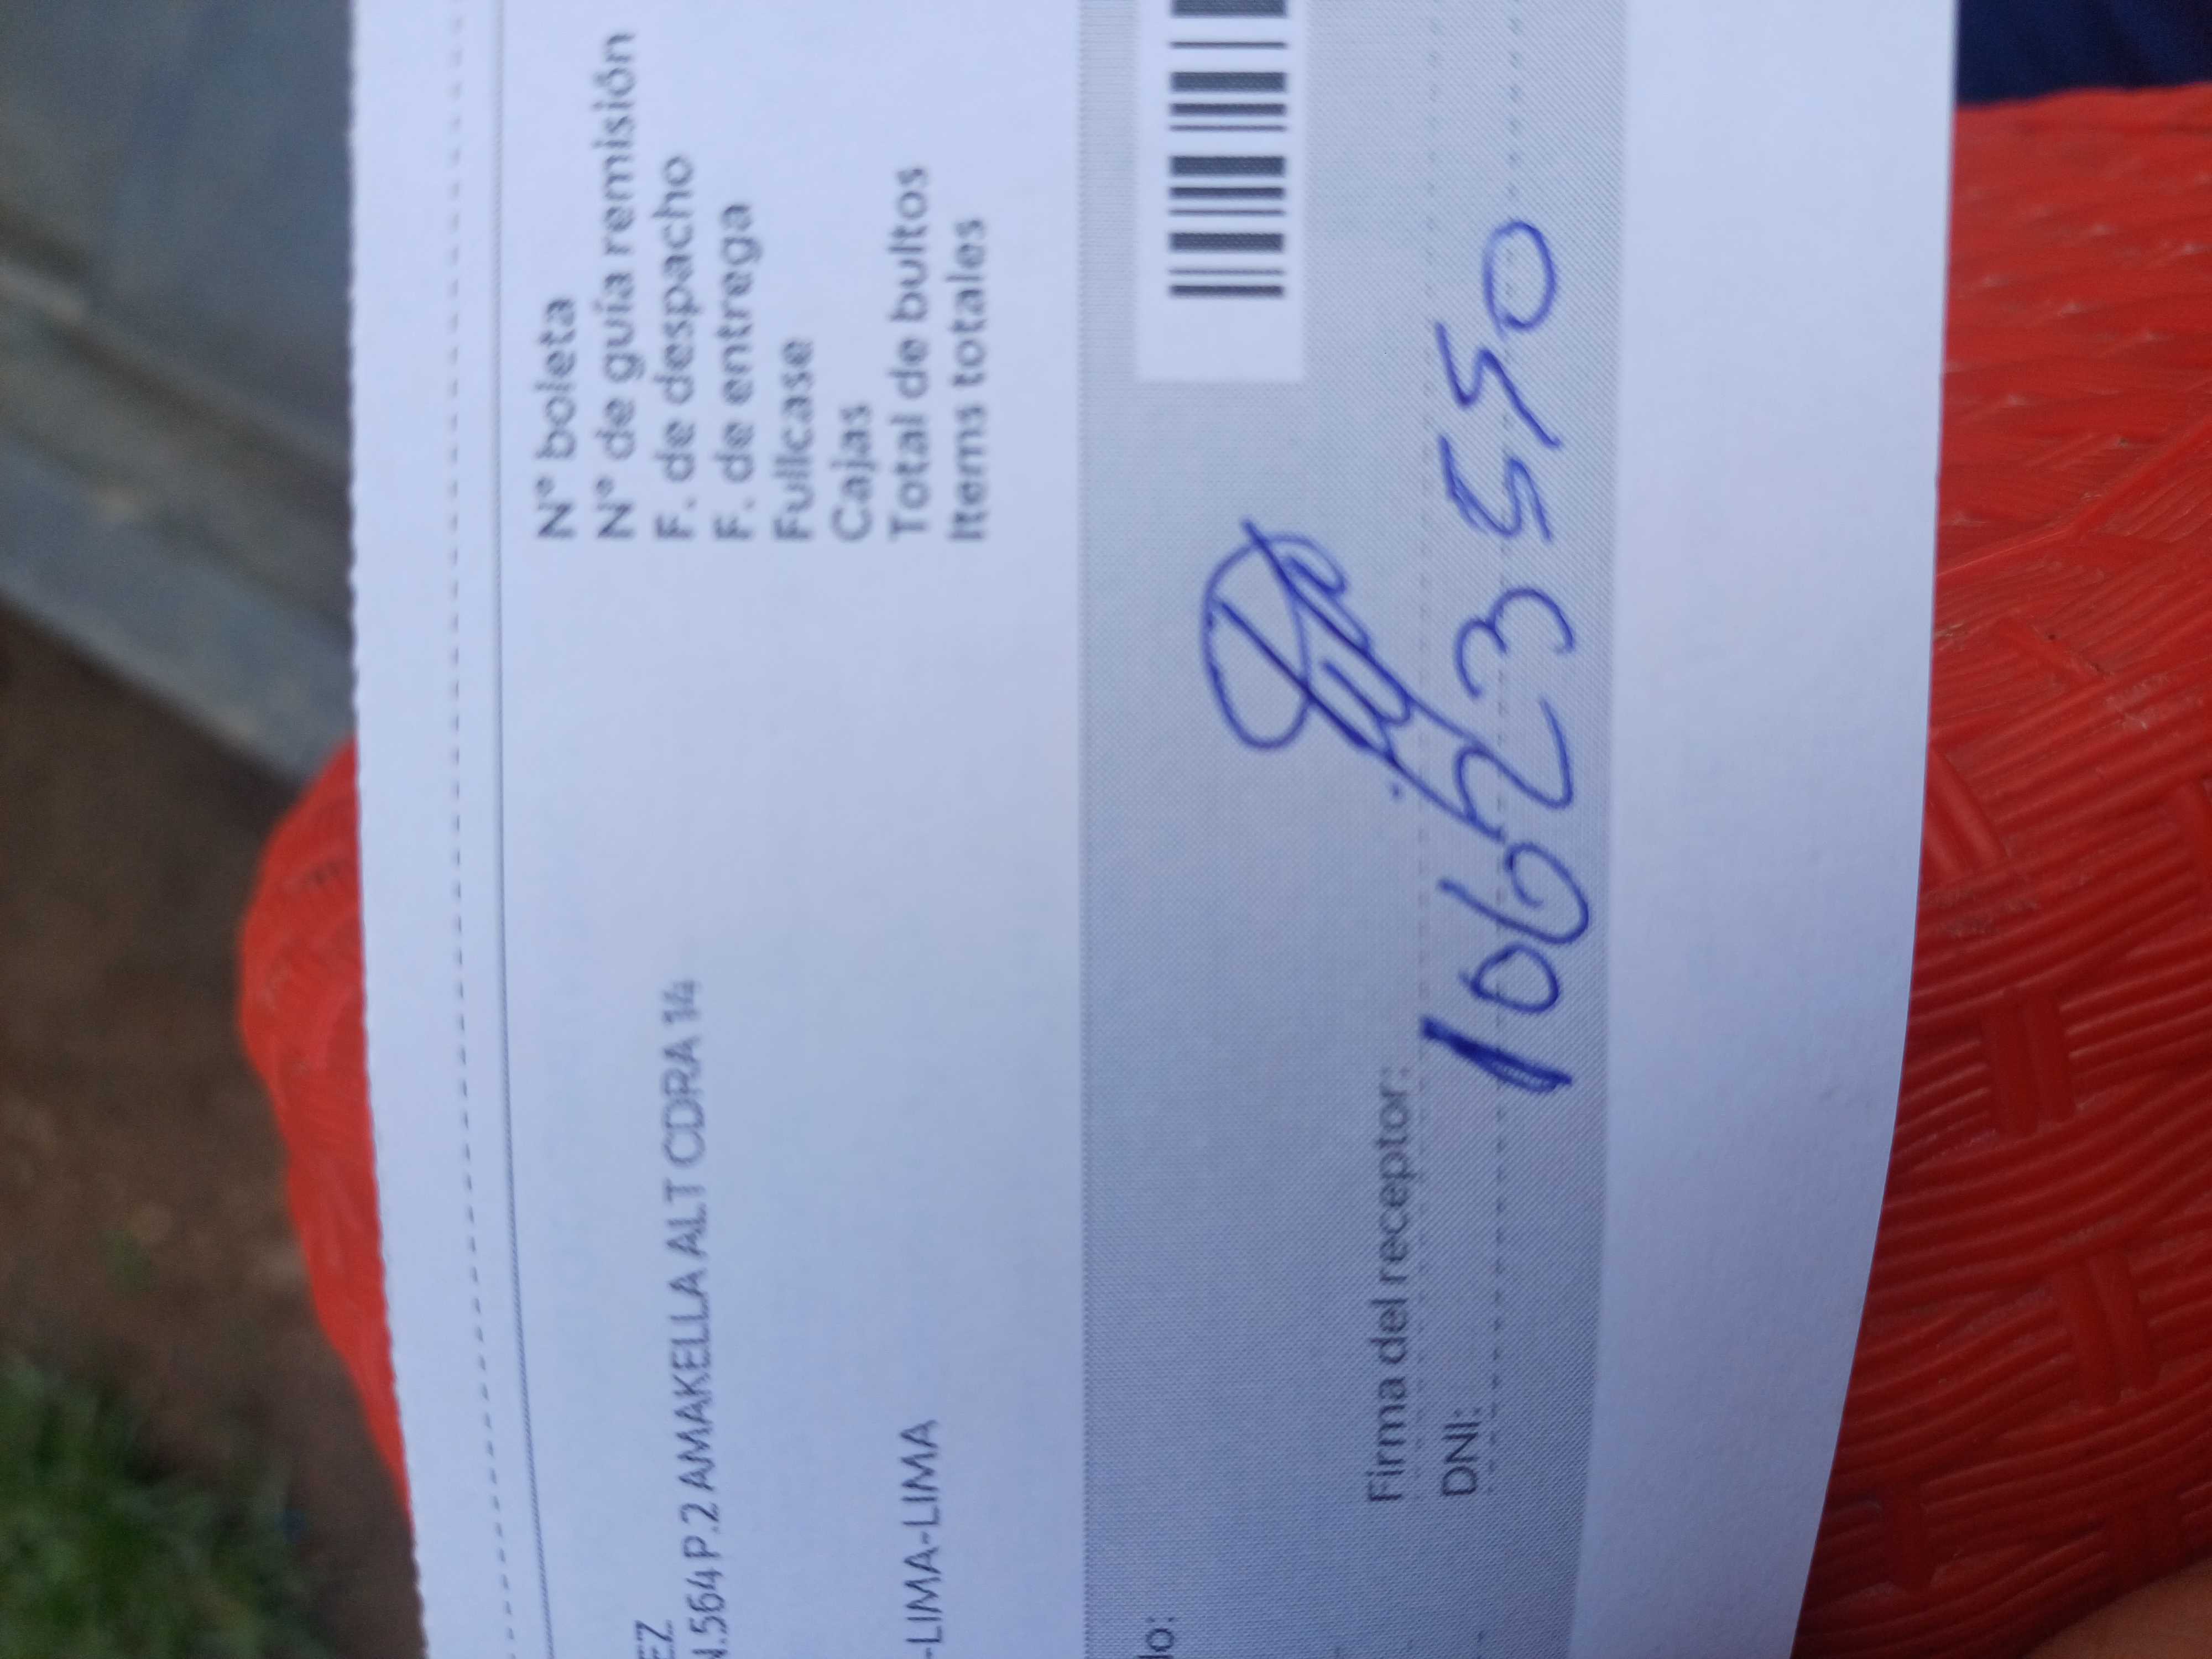 EZ
N.564 P.2 AMAKELLA ALT CDRA 14
-LIMA-LIMA
N° boleta
N° de guía remisión
F. de despacho
F. de entrega
Fullcase
Cajas
Total de bultos
Items totales
do:
Firma del receptor:
DNI: 10623550